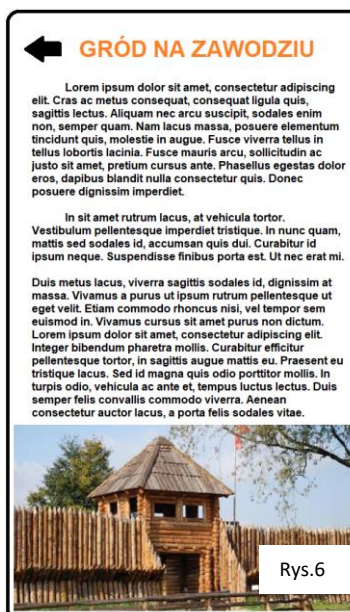 GRÓD NA ZAWODZIU
Lorem ipsum dolor sit amet, consectetur adipiscing
elit. Cras ac metus consequat, consequat ligula quis,
sagittis lectus. Aliquam nec arcu suscipit, sodales enim
non, semper quam. Nam lacus massa, posuere elementum
tincidunt quis, molestie in augue. Fusce viverra tellus in
tellus lobortis lacinia. Fusce mauris arcu, sollicitudin ac
justo sit amet, pretium cursus ante. Phasellus egestas dolor
eros, dapibus blandit nulla consectetur quis. Donec
posuere dignissim imperdiet.
In sit amet rutrum lacus, at vehicula tortor.
Vestibulum pellentesque imperdiet tristique. In nunc quam,
mattis sed sodales id, accumsan quis dui. Curabitur id
ipsum neque. Suspendisse finibus porta est. Ut nec erat mi.
Duis metus lacus, viverra sagittis sodales id, dignissim at
massa. Vivamus a purus ut ipsum rutrum pellentesque ut
eget velit. Etiam commodo rhoncus nisi, vel tempor sem
euismod in. Vivamus cursus sit amet purus non dictum.
Lorem ipsum dolor sit amet, consectetur adipiscing elit.
Integer bibendum pharetra mollis. Curabitur efficitur
pellentesque tortor, in sagittis augue mattis eu. Praesent eu
tristique lacus. Sed id magna quis odio porttitor mollis. In
turpis odio, vehicula ac ante et, tempus luctus lectus. Duis
semper felis convallis commodo viverra. Aenean
consectetur auctor lacus, a porta felis sodales vitae.
Rys.6